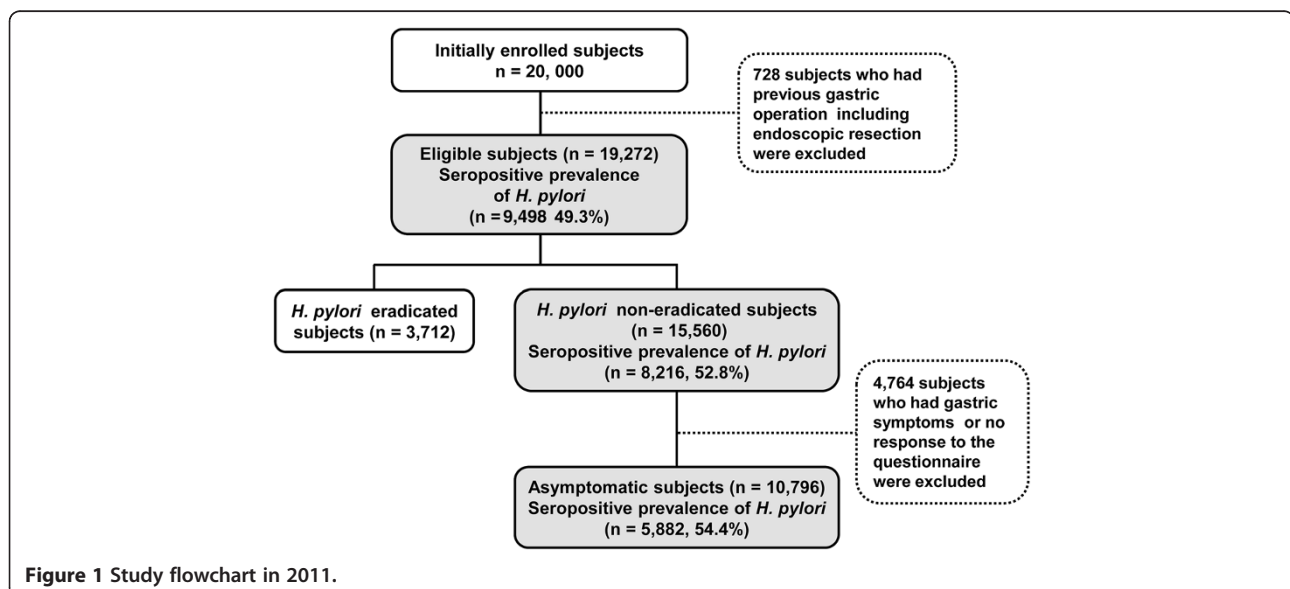 Initially enrolled subjects
n = 20, 000
728 subjects who had
previous gastric
operation including
endoscopic resection
were excluded
Eligible subjects (n = 19,272)
Seropositive prevalence
of H. pylori
(n = 9,498 49.3%)
H. pylori eradicated
subjects (n = 3,712)
H. pylori non-eradicated subjects
(n = 15,560)
Seropositive prevalence of H. pylori
(n = 8,216, 52.8%)
4,764 subjects
who had gastric
symptoms or no
response to the
questionnaire
were excluded
Asymptomatic subjects (n = 10,796)
Seropositive prevalence of H. pylori
(n = 5,882, 54.4%)
Figure 1 Study flowchart in 2011.